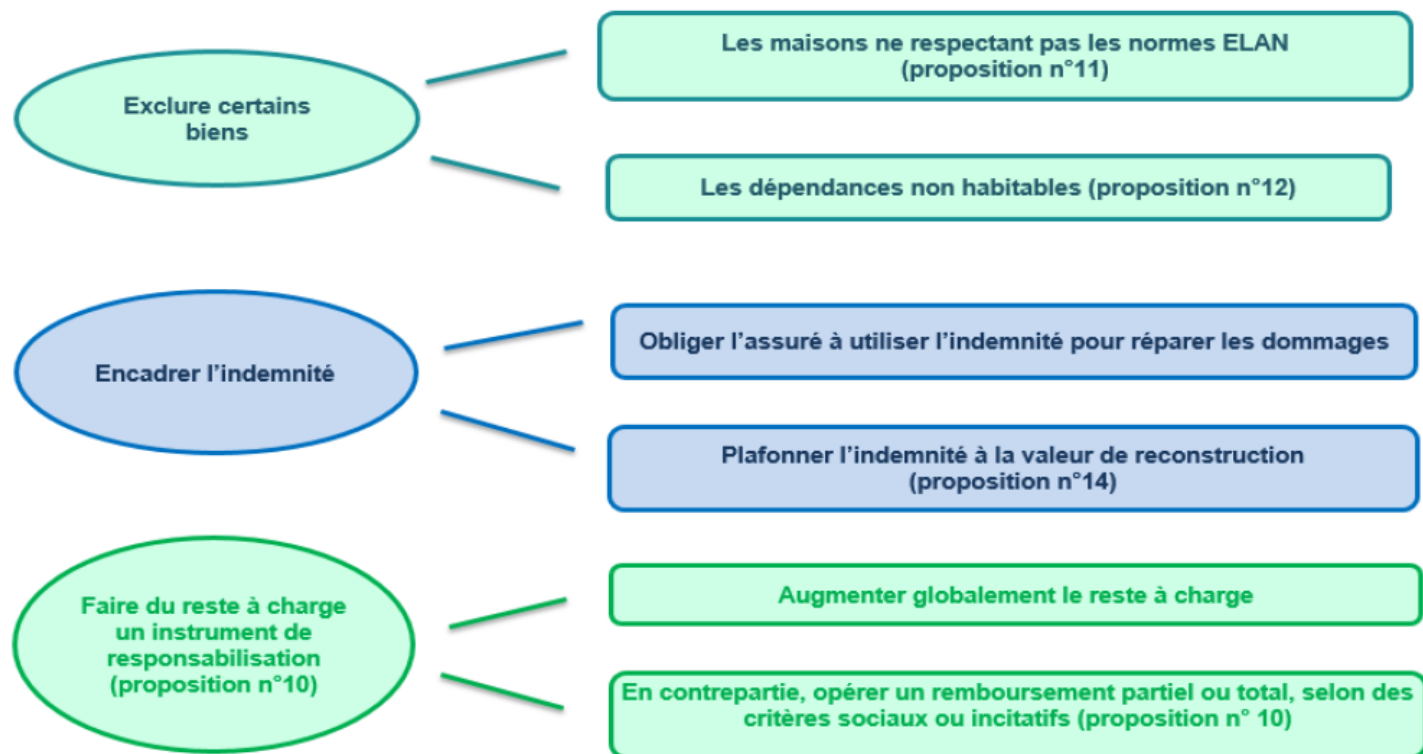 Exclure certains
biens
Les maisons ne respectant pas les normes ELAN
(proposition n°11)
Les dépendances non habitables (proposition n°12)
Encadrer l'indemnité
Obliger l'assuré à utiliser l'indemnité pour réparer les dommages
Plafonner l'indemnité à la valeur de reconstruction
(proposition n°14)
Faire du reste à charge
un instrument de
responsabilisation
(proposition n°10)
Augmenter globalement le reste à charge
En contrepartie, opérer un remboursement partiel ou total, selon des
critères sociaux ou incitatifs (proposition n° 10)